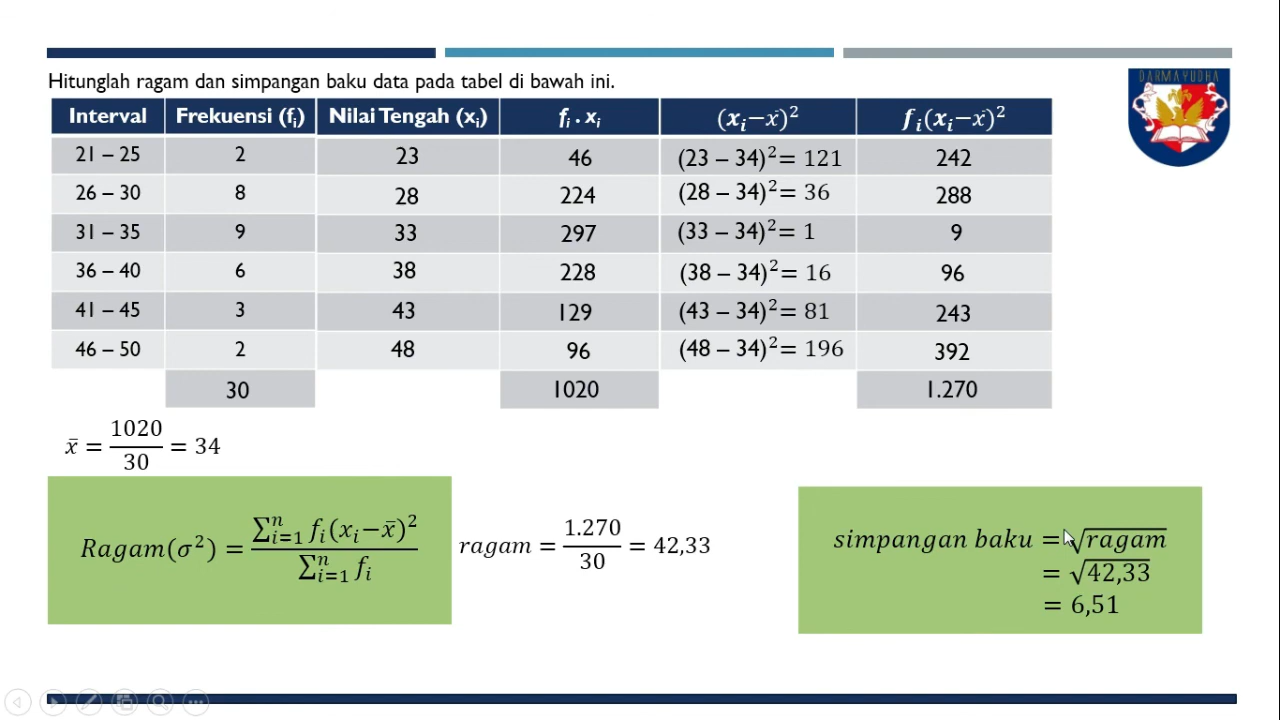 Hitunglah ragam dan simpangan baku data pada tabel di bawah ini.
DARMAYUDHA
Interval Frekuensi (fᵢ) Nilai Tengah (xᵢ) fᵢ . xᵢ (xᵢ−x̄)² fᵢ(xᵢ−x̄)²
21 – 25 2 23 46 (23 – 34)²= 121 242
26 – 30 8 28 224 (28 – 34)²= 36 288
31 – 35 9 33 297 (33 – 34)²= 1 9
36 – 40 6 38 228 (38 – 34)²= 16 96
41 – 45 3 43 129 (43 – 34)²= 81 243
46 – 50 2 48 96 (48 – 34)²= 196 392
30 1020 1.270
x̄ = 1020/30 = 34
Ragam(σ²) = ∑ⁿᵢ₌₁ fᵢ(xᵢ−x̄)² / ∑ⁿᵢ₌₁ fᵢ
ragam = 1.270/30 = 42,33
simpangan baku = √ragam
= √42,33
= 6,51